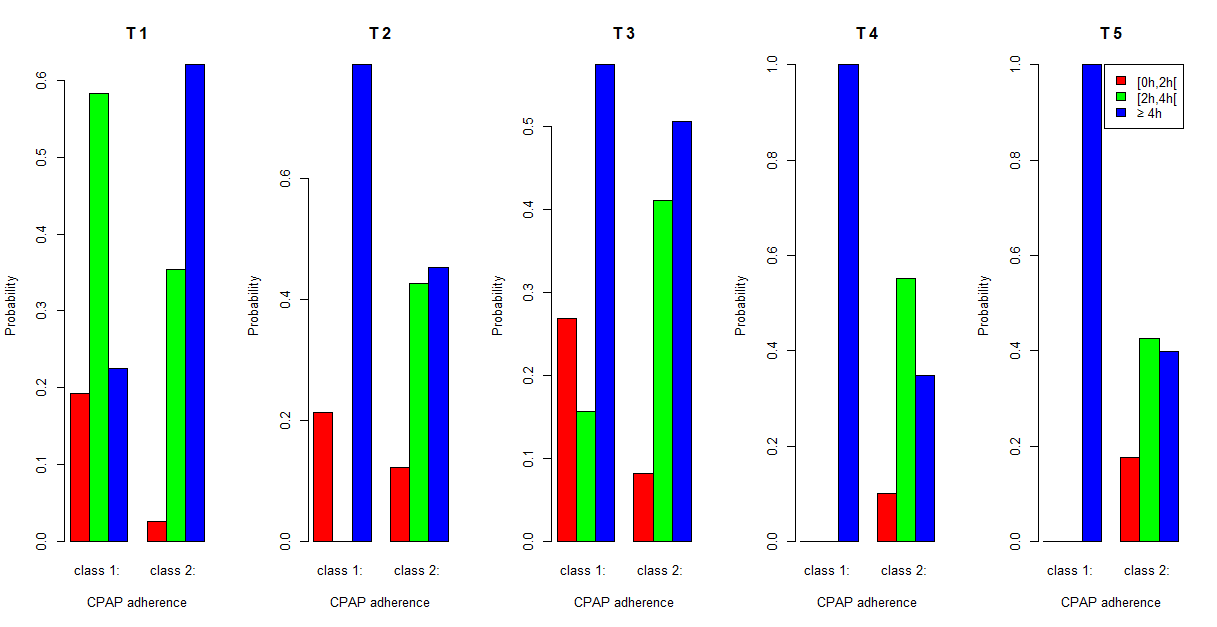 T 1
Probability
0.0
0.1
0.2
0.3
0.4
0.5
0.6
class 1:
class 2:
CPAP adherence
T 2
Probability
0.0
0.2
0.4
0.6
class 1:
class 2:
CPAP adherence
T 3
Probability
0.0
0.1
0.2
0.3
0.4
0.5
class 1:
class 2:
CPAP adherence
T 4
Probability
0.0
0.2
0.4
0.6
0.8
1.0
class 1:
class 2:
CPAP adherence
T 5
Probability
0.0
0.2
0.4
0.6
0.8
1.0
[0h,2h[
[2h,4h[
≥ 4h
class 1:
class 2:
CPAP adherence